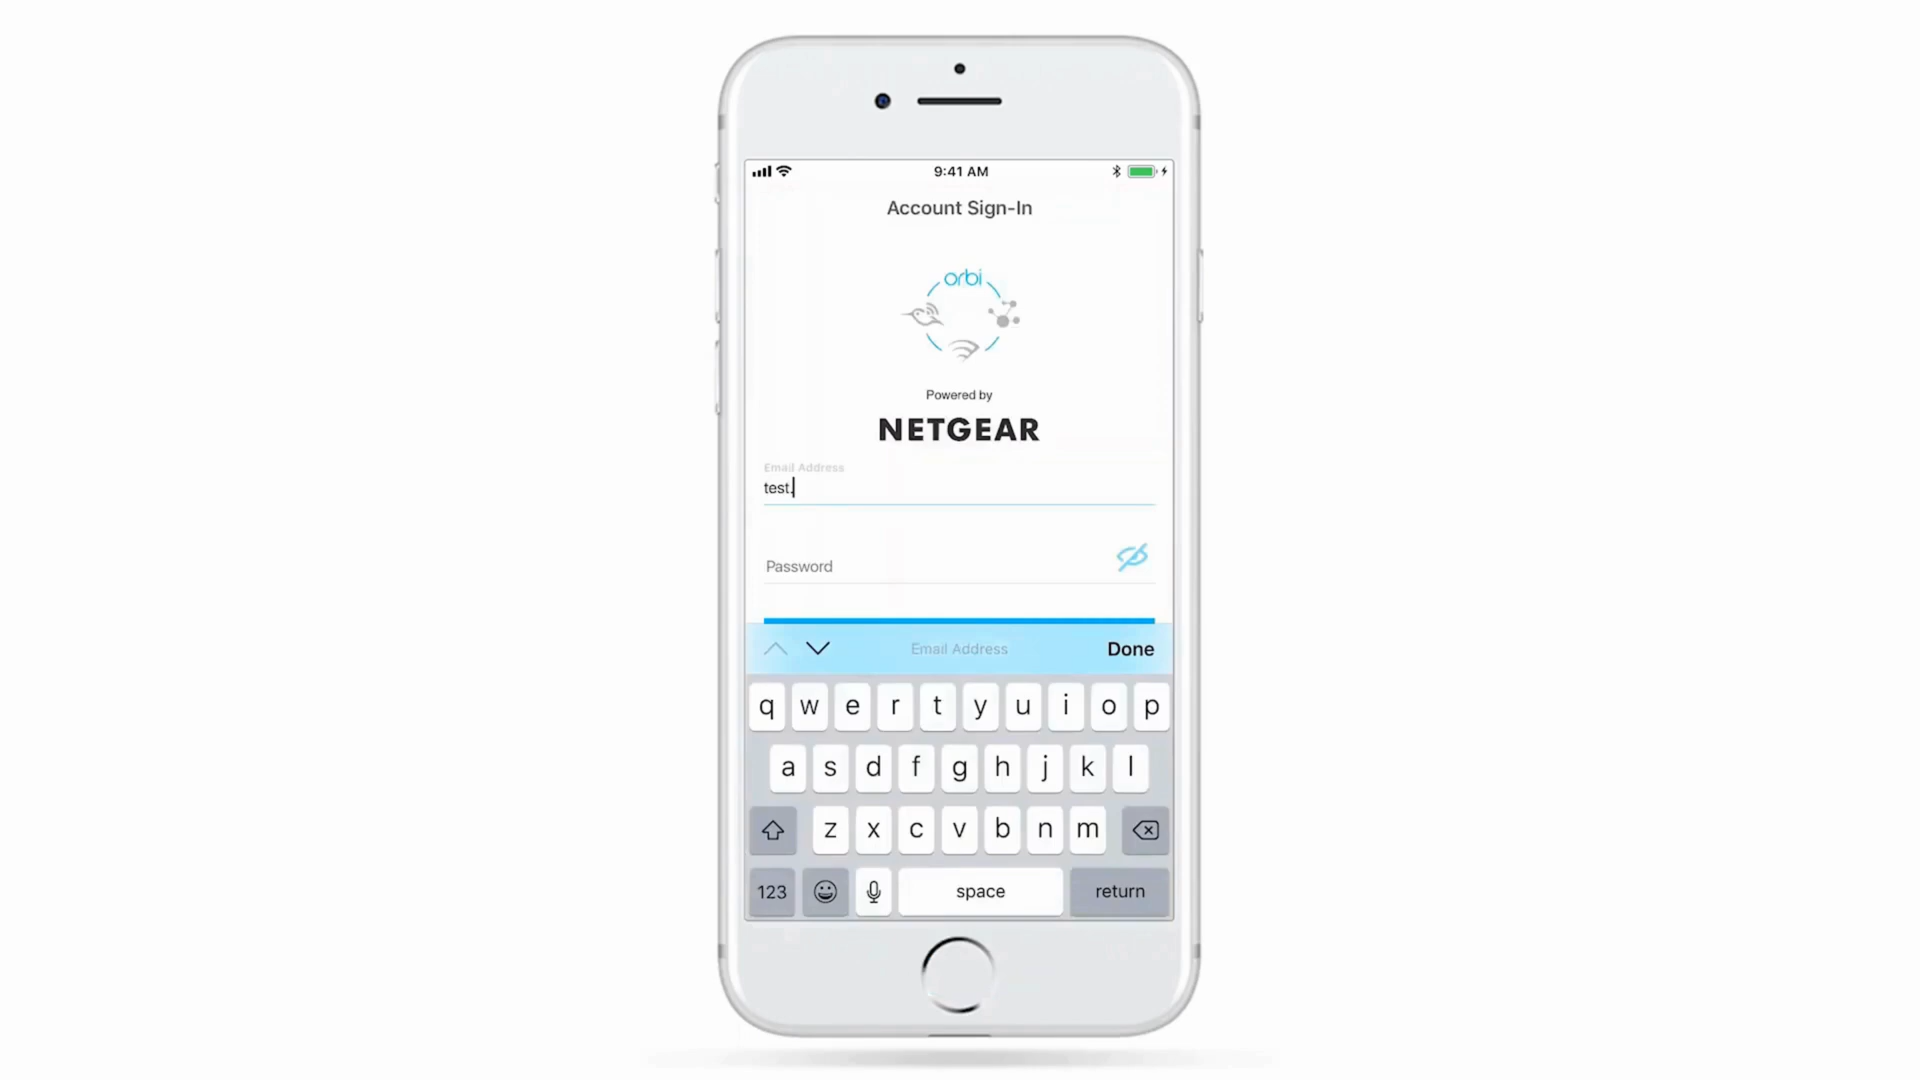 9:41 AM
Account Sign-In
orbi
Powered by
NETGEAR
Email Address
test.
Password
Email Address
Done
q w e r t y u i o p
a s d f g h j k l
z x c v b n m
123 space return